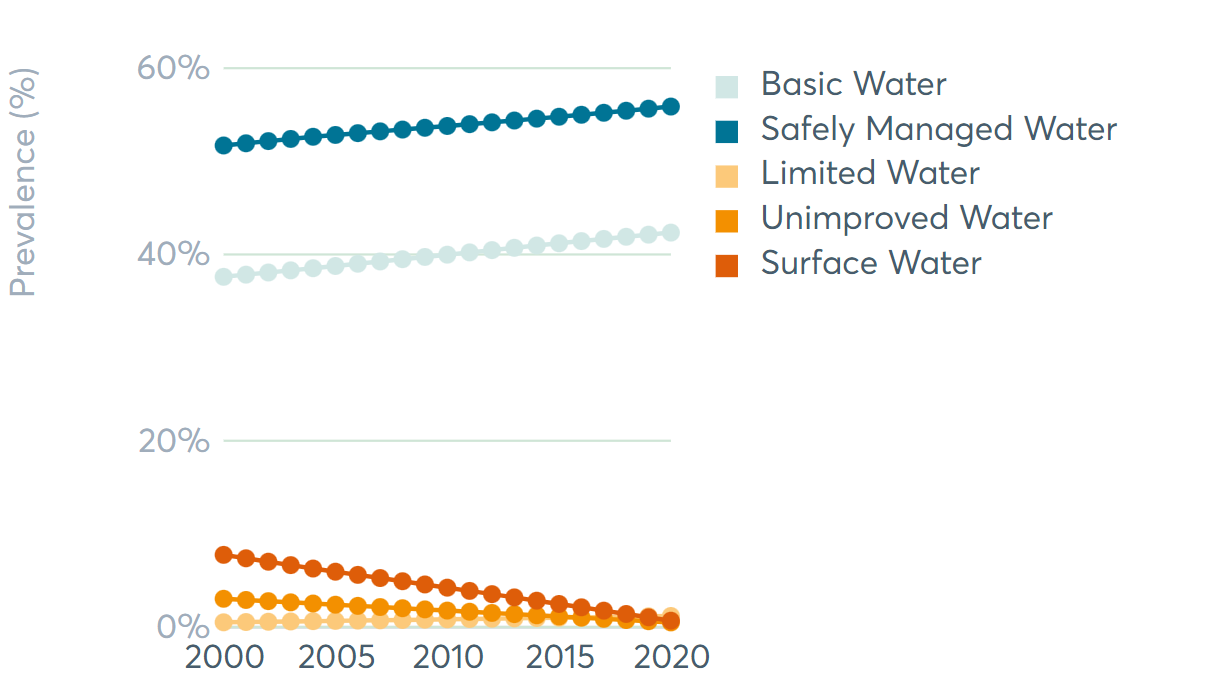 Prevalence (%)
60%
40%
20%
0%
2000 2005 2010 2015 2020
Basic Water
Safely Managed Water
Limited Water
Unimproved Water
Surface Water